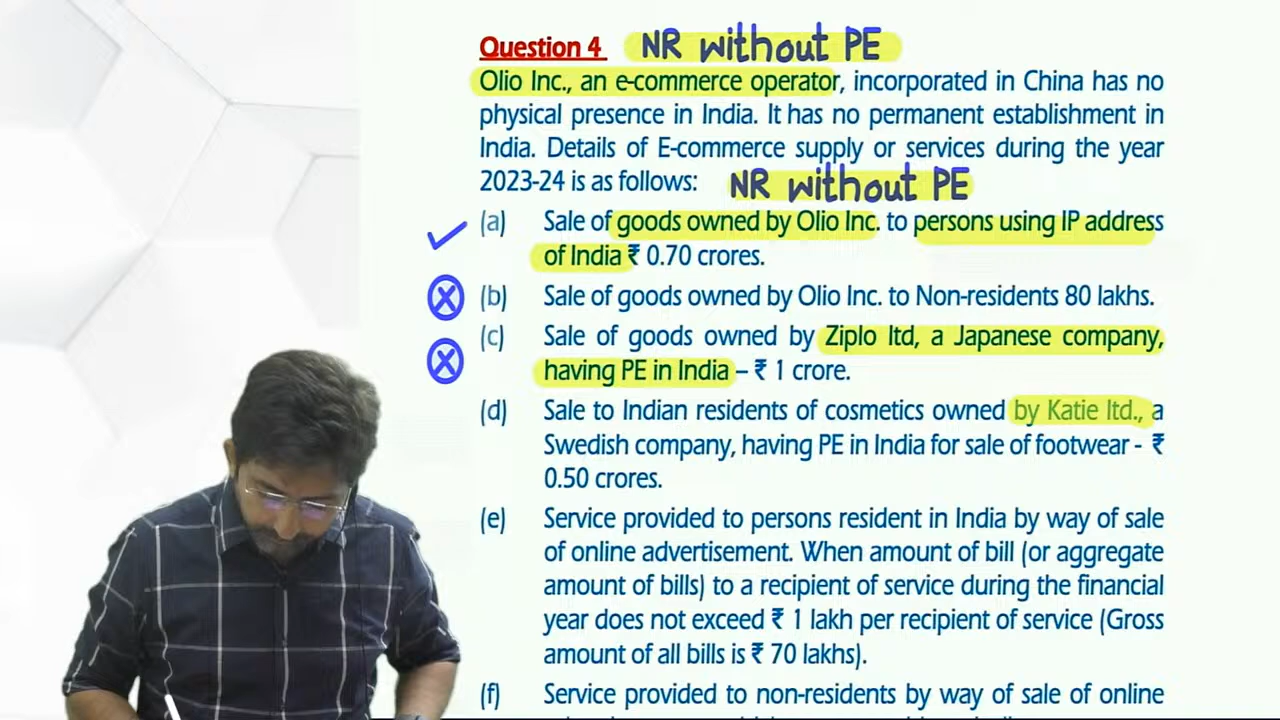 Question 4 NR without PE
Olio Inc., an e-commerce operator, incorporated in China has no
physical presence in India. It has no permanent establishment in
India. Details of E-commerce supply or services during the year
2023-24 is as follows: NR without PE
(a) Sale of goods owned by Olio Inc. to persons using IP address
of India ₹ 0.70 crores.
(b) Sale of goods owned by Olio Inc. to Non-residents 80 lakhs.
(c) Sale of goods owned by Ziplo ltd, a Japanese company,
having PE in India – ₹ 1 crore.
(d) Sale to Indian residents of cosmetics owned by Katie ltd., a
Swedish company, having PE in India for sale of footwear - ₹
0.50 crores.
(e) Service provided to persons resident in India by way of sale
of online advertisement. When amount of bill (or aggregate
amount of bills) to a recipient of service during the financial
year does not exceed ₹ 1 lakh per recipient of service (Gross
amount of all bills is ₹ 70 lakhs).
(f) Service provided to non-residents by way of sale of online